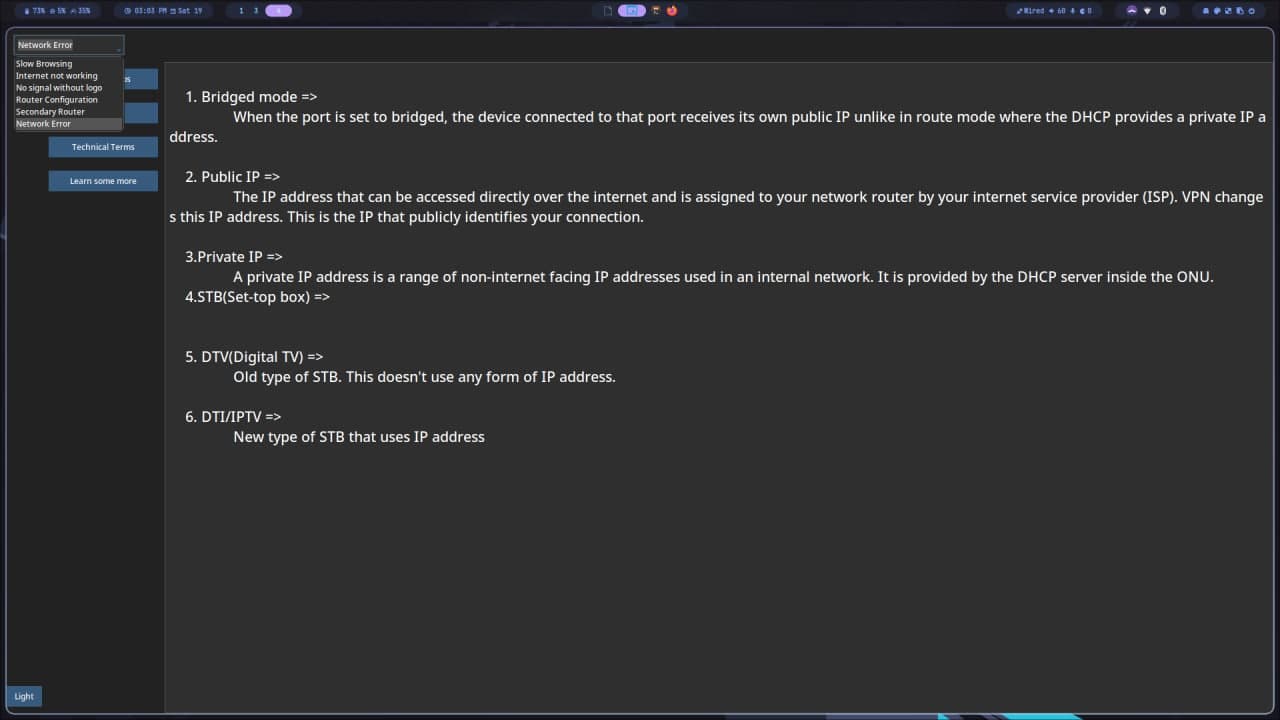 73% 5% 35%
03:03 PM Sat 19
1 3
Wired 60 0
Network Error
Slow Browsing
Internet not working
No signal without logo
Router Configuration
Secondary Router
Network Error
Technical Terms
Learn some more
1. Bridged mode =>
When the port is set to bridged, the device connected to that port receives its own public IP unlike in route mode where the DHCP provides a private IP a
ddress.
2. Public IP =>
The IP address that can be accessed directly over the internet and is assigned to your network router by your internet service provider (ISP). VPN change
s this IP address. This is the IP that publicly identifies your connection.
3.Private IP =>
A private IP address is a range of non-internet facing IP addresses used in an internal network. It is provided by the DHCP server inside the ONU.
4.STB(Set-top box) =>
5. DTV(Digital TV) =>
Old type of STB. This doesn't use any form of IP address.
6. DTI/IPTV =>
New type of STB that uses IP address
Light